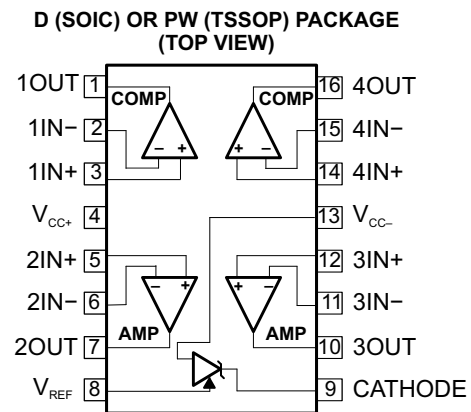 D (SOIC) OR PW (TSSOP) PACKAGE
(TOP VIEW)
1OUT 1 COMP COMP 16 4OUT
1IN− 2 15 4IN−
1IN+ 3 − + + − 14 4IN+
VCC+ 4 13 VCC−
2IN+ 5 12 3IN+
2IN− 6 − + + − 11 3IN−
2OUT 7 AMP AMP 10 3OUT
VREF 8 9 CATHODE